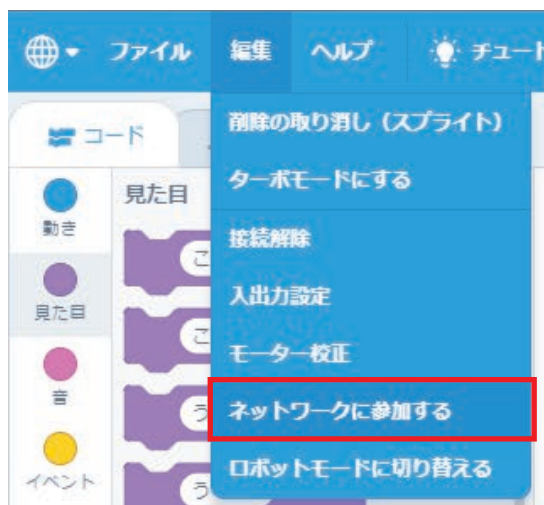 ファイル 編集 ヘルプ チュート
コード
削除の取り消し（スプライト）
ターボモードにする
接続解除
入出力設定
モーター校正
ネットワークに参加する
ロボットモードに切り替える
動き
見た目
音
イベント
見た目
こ
こ
う
う